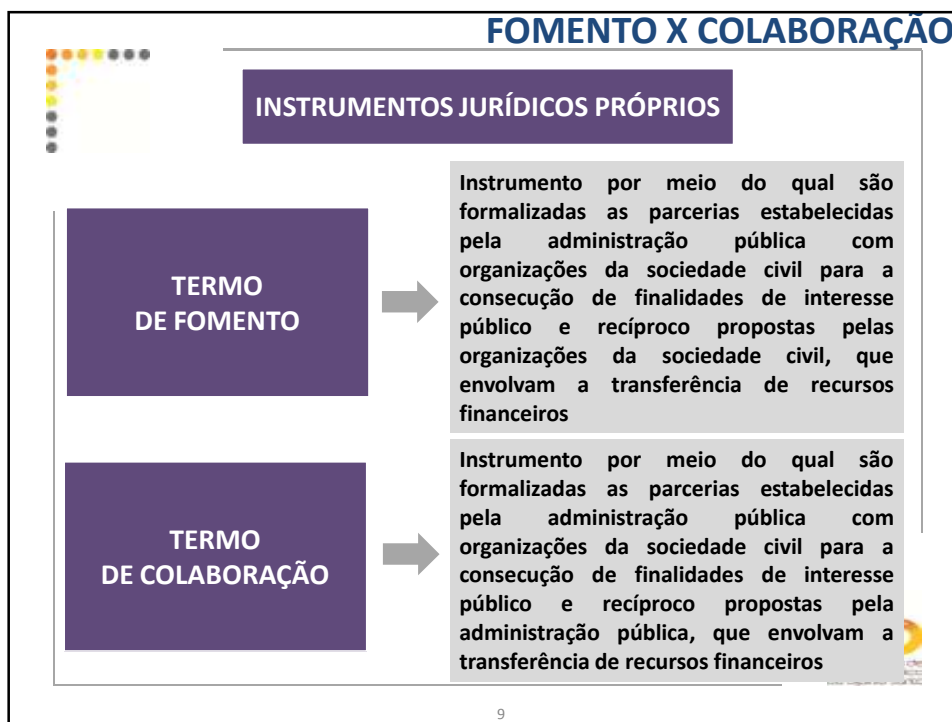 FOMENTO X COLABORAÇÃO
INSTRUMENTOS JURÍDICOS PRÓPRIOS
TERMO
DE FOMENTO
Instrumento por meio do qual são
formalizadas as parcerias estabelecidas
pela administração pública com
organizações da sociedade civil para a
consecução de finalidades de interesse
público e recíproco propostas pelas
organizações da sociedade civil, que
envolvam a transferência de recursos
financeiros
TERMO
DE COLABORAÇÃO
Instrumento por meio do qual são
formalizadas as parcerias estabelecidas
pela administração pública com
organizações da sociedade civil para a
consecução de finalidades de interesse
público e recíproco propostas pela
administração pública, que envolvam a
transferência de recursos financeiros
9